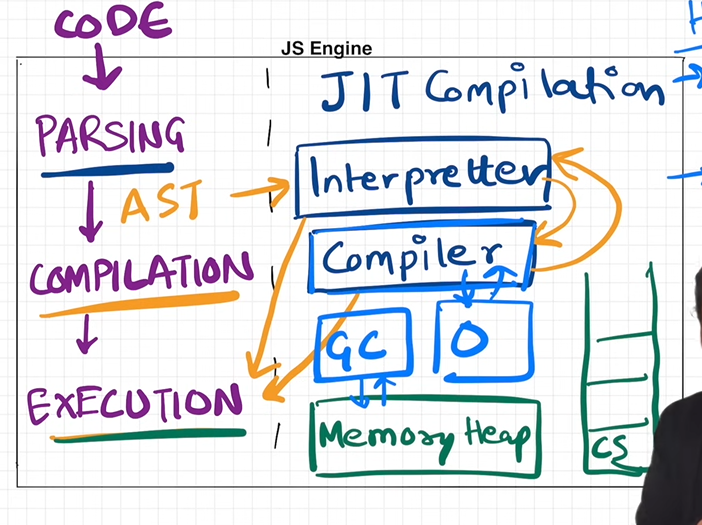 CODE
JS Engine
JIT Compilation
PARSING
Interpretter
AST
Compiler
COMPILATION
GC
O
EXECUTION
Memory Heap
CS